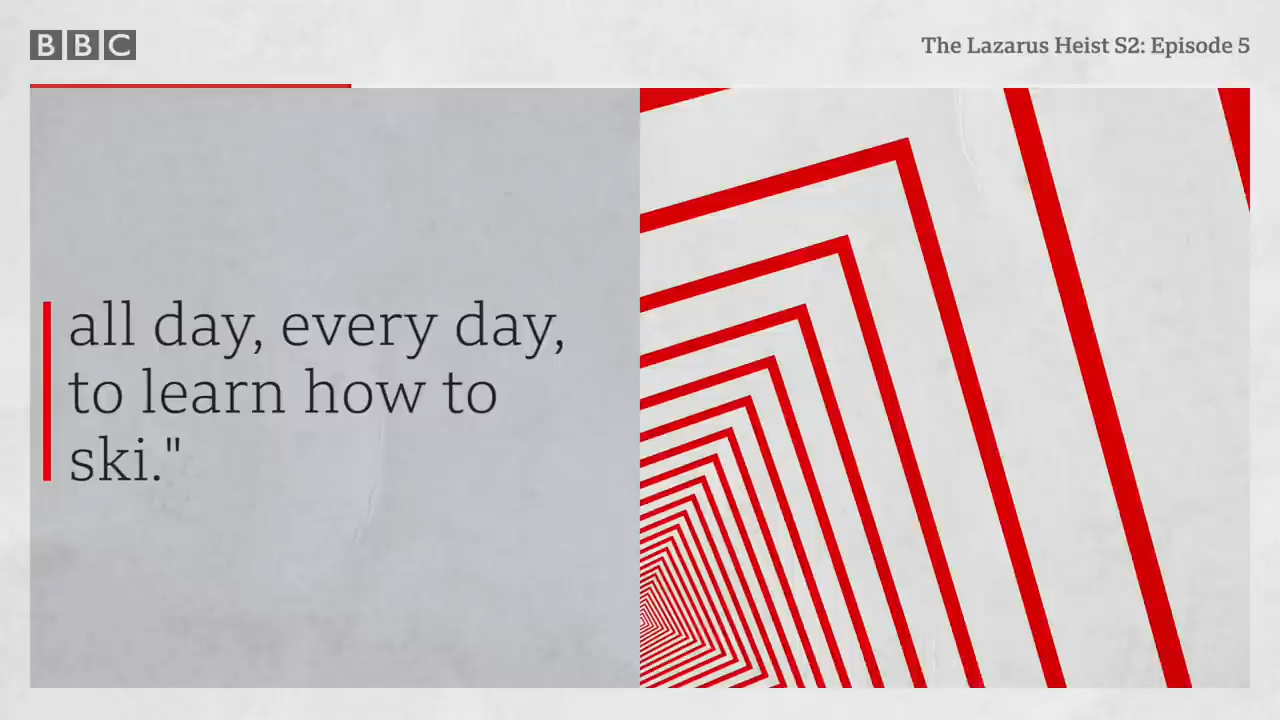 BBC
The Lazarus Heist S2: Episode 5
all day, every day,
to learn how to
ski."